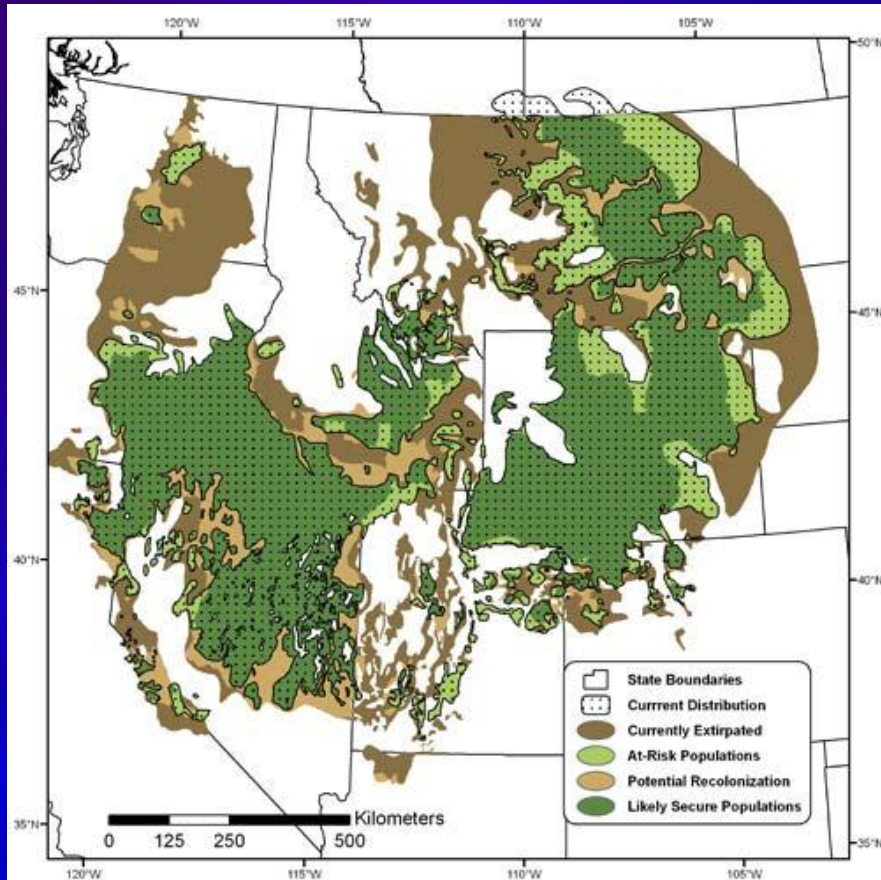 120°W 115°W 110°W 105°W
50°N
45°N 45°N
40°N 40°N
State Boundaries
Currrent Distribution
Currently Extirpated
At-Risk Populations
Potential Recolonization
Likely Secure Populations
Kilometers
0 125 250 500
35°N 35°N
120°W 115°W 110°W 105°W